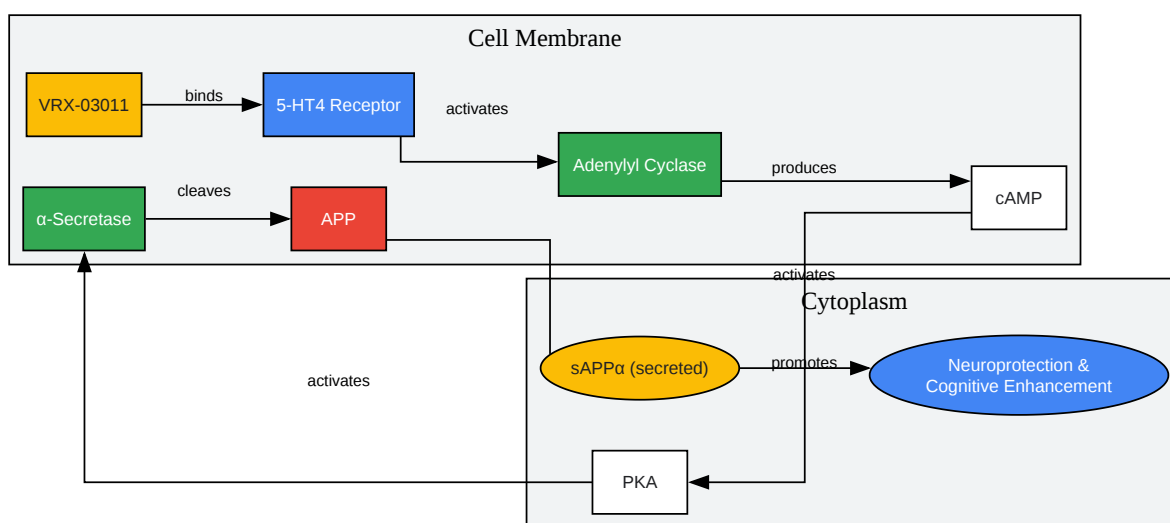 Cell Membrane
VRX-03011
binds
5-HT4 Receptor
activates
Adenylyl Cyclase
produces
cAMP
α-Secretase
cleaves
APP
activates
Cytoplasm
sAPPα (secreted)
promotes
Neuroprotection &
Cognitive Enhancement
activates
PKA